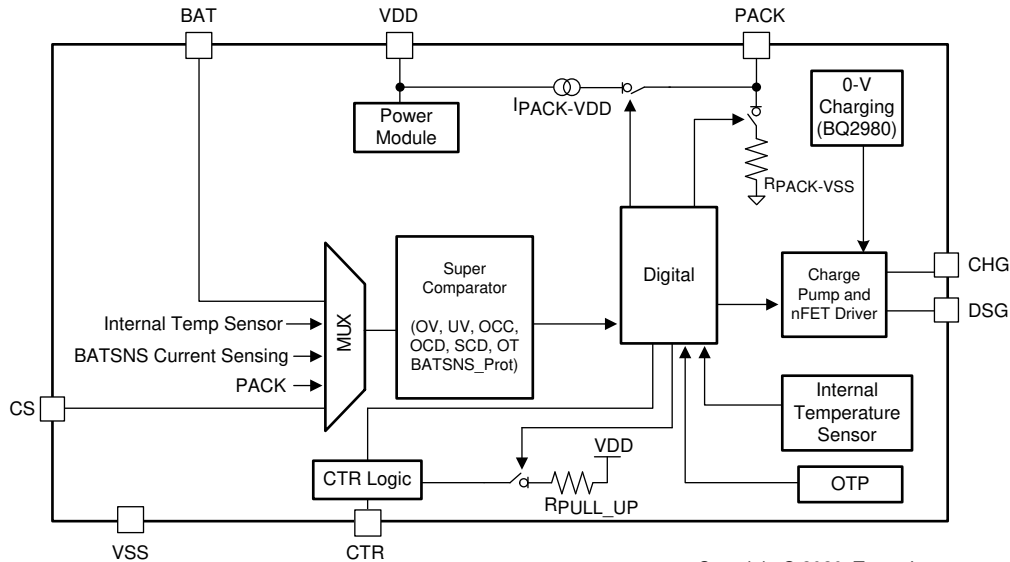 BAT
VDD
PACK
IPACK-VDD
Power
Module
0-V
Charging
(BQ2980)
RPACK-VSS
Super
Comparator
(OV, UV, OCC,
OCD, SCD, OT
BATSNS_Prot)
Digital
Charge
Pump and
nFET Driver
CHG
DSG
MUX
Internal Temp Sensor
BATSNS Current Sensing
PACK
CS
Internal
Temperature
Sensor
VDD
CTR Logic
RPULL_UP
OTP
VSS
CTR